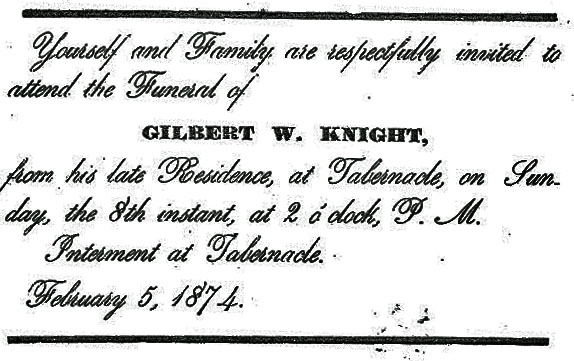 Yourself and Family are respectfully invited to
attend the Funeral of
GILBERT W. KNIGHT,
from his late Residence, at Tabernacle, on Sun-
day, the 8th instant, at 2 o'clock, P. M.
Interment at Tabernacle.
February 5, 1874.